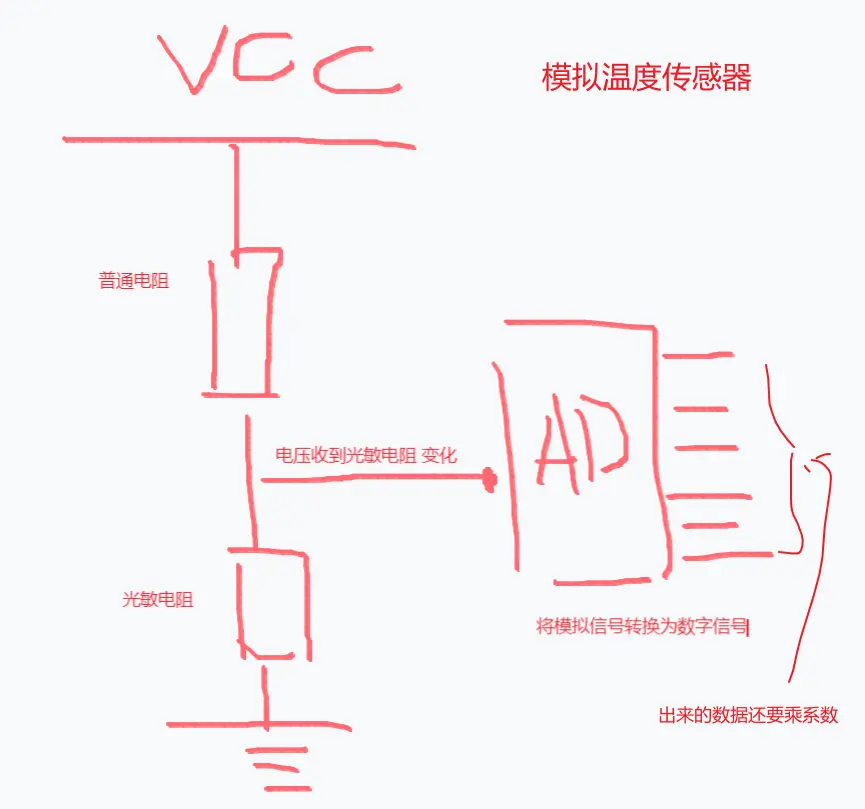 VCC
模拟温度传感器
普通电阻
电压收到光敏电阻 变化
AD
光敏电阻
将模拟信号转换为数字信号
出来的数据还要乘系数